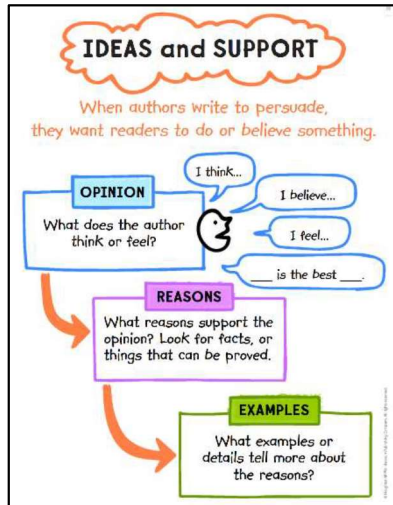 IDEAS and SUPPORT
When authors write to persuade,
they want readers to do or believe something.
OPINION
What does the author
think or feel?
I think...
I believe...
I feel...
___ is the best ___.
REASONS
What reasons support the
opinion? Look for facts, or
things that can be proved.
EXAMPLES
What examples or
details tell more about
the reasons?